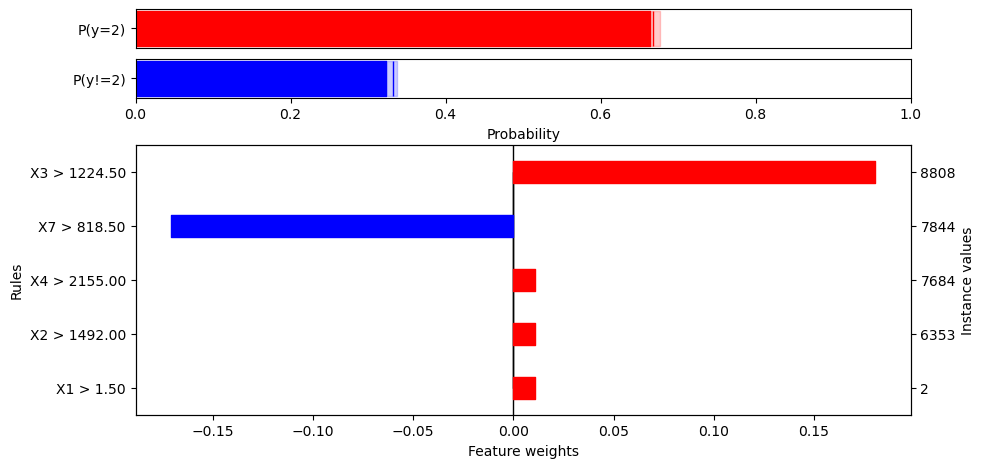 P(y=2)
P(y!=2)
0.0 0.2 0.4 0.6 0.8 1.0
Probability
X3 > 1224.50 8808
X7 > 818.50 7844
X4 > 2155.00 7684
X2 > 1492.00 6353
X1 > 1.50 2
Rules
Instance values
−0.15 −0.10 −0.05 0.00 0.05 0.10 0.15
Feature weights